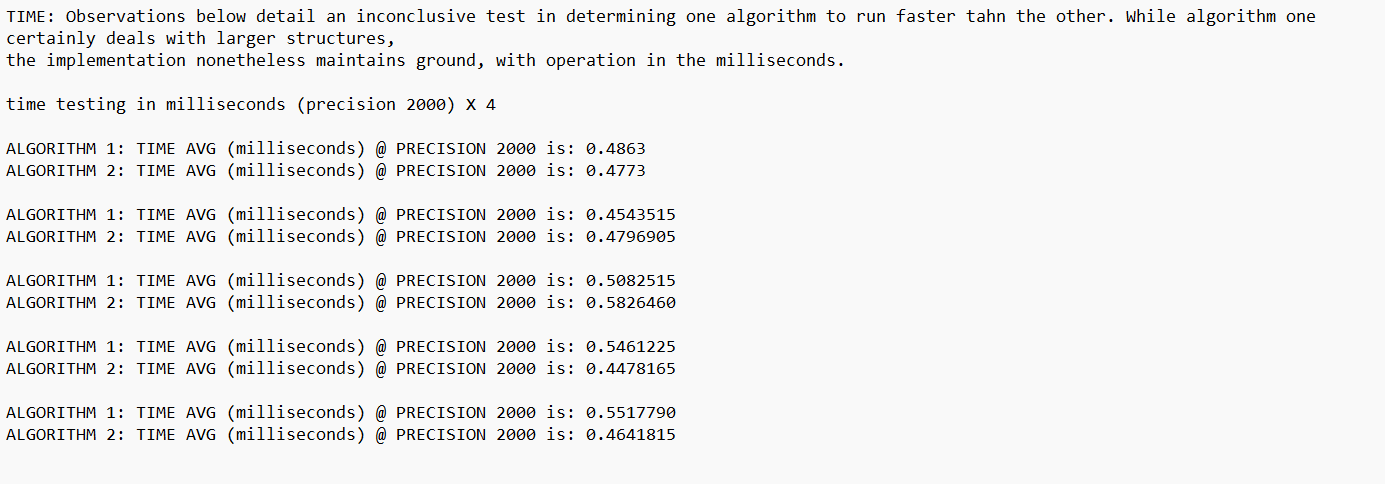 TIME: Observations below detail an inconclusive test in determining one algorithm to run faster tahn the other. While algorithm one
certainly deals with larger structures,
the implementation nonetheless maintains ground, with operation in the milliseconds.
time testing in milliseconds (precision 2000) X 4
ALGORITHM 1: TIME AVG (milliseconds) @ PRECISION 2000 is: 0.4863
ALGORITHM 2: TIME AVG (milliseconds) @ PRECISION 2000 is: 0.4773
ALGORITHM 1: TIME AVG (milliseconds) @ PRECISION 2000 is: 0.4543515
ALGORITHM 2: TIME AVG (milliseconds) @ PRECISION 2000 is: 0.4796905
ALGORITHM 1: TIME AVG (milliseconds) @ PRECISION 2000 is: 0.5082515
ALGORITHM 2: TIME AVG (milliseconds) @ PRECISION 2000 is: 0.5826460
ALGORITHM 1: TIME AVG (milliseconds) @ PRECISION 2000 is: 0.5461225
ALGORITHM 2: TIME AVG (milliseconds) @ PRECISION 2000 is: 0.4478165
ALGORITHM 1: TIME AVG (milliseconds) @ PRECISION 2000 is: 0.5517790
ALGORITHM 2: TIME AVG (milliseconds) @ PRECISION 2000 is: 0.4641815